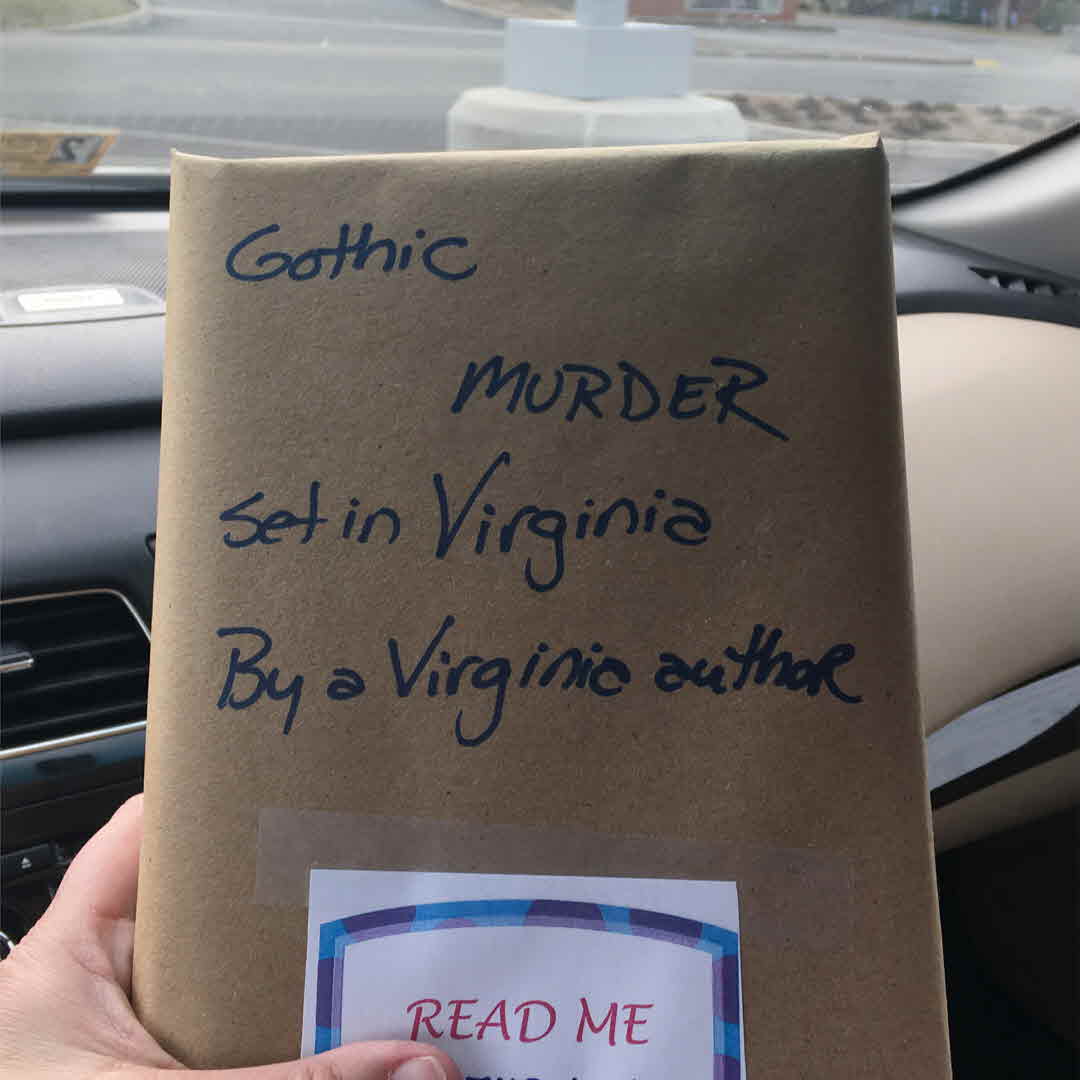 Gothic
MURDER
set in Virginia
By a Virginia author
READ ME